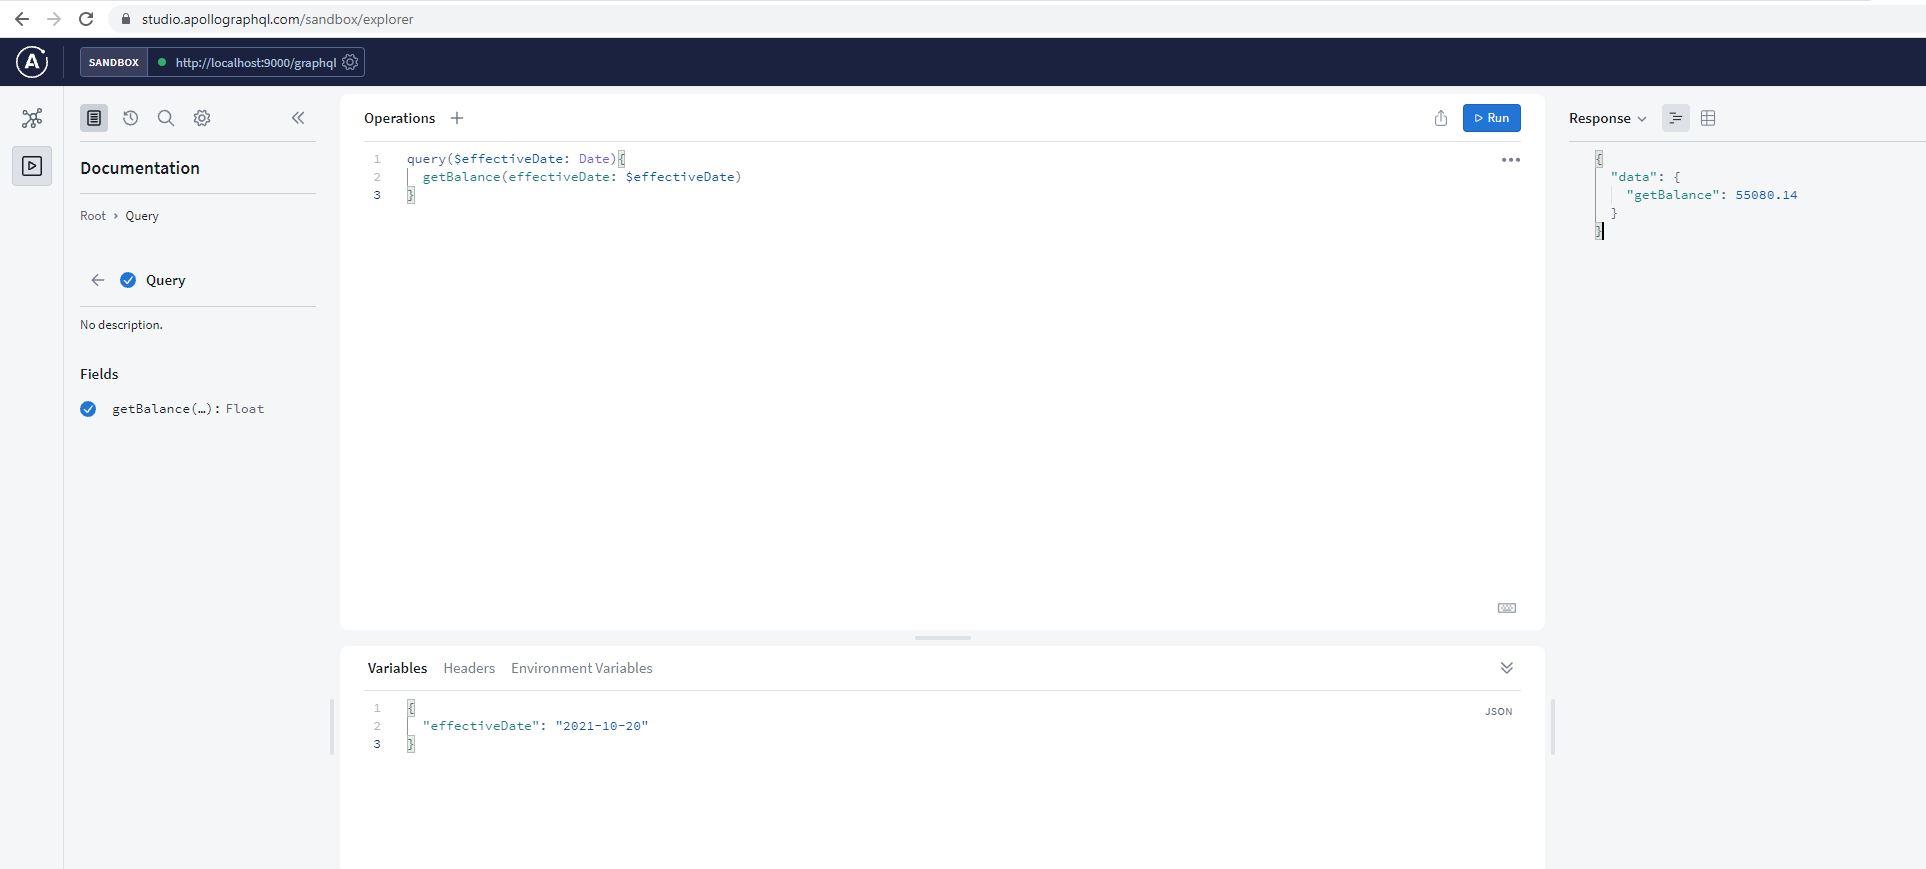 studio.apollographql.com/sandbox/explorer
A SANDBOX http://localhost:9000/graphql
Documentation
Root › Query
Query
No description.
Fields
getBalance(…): Float
Operations +
Run
1 query($effectiveDate: Date){
2 getBalance(effectiveDate: $effectiveDate)
3 }
Variables Headers Environment Variables
JSON
1 {
2 "effectiveDate": "2021-10-20"
3 }
Response
{
"data": {
"getBalance": 55080.14
}
}